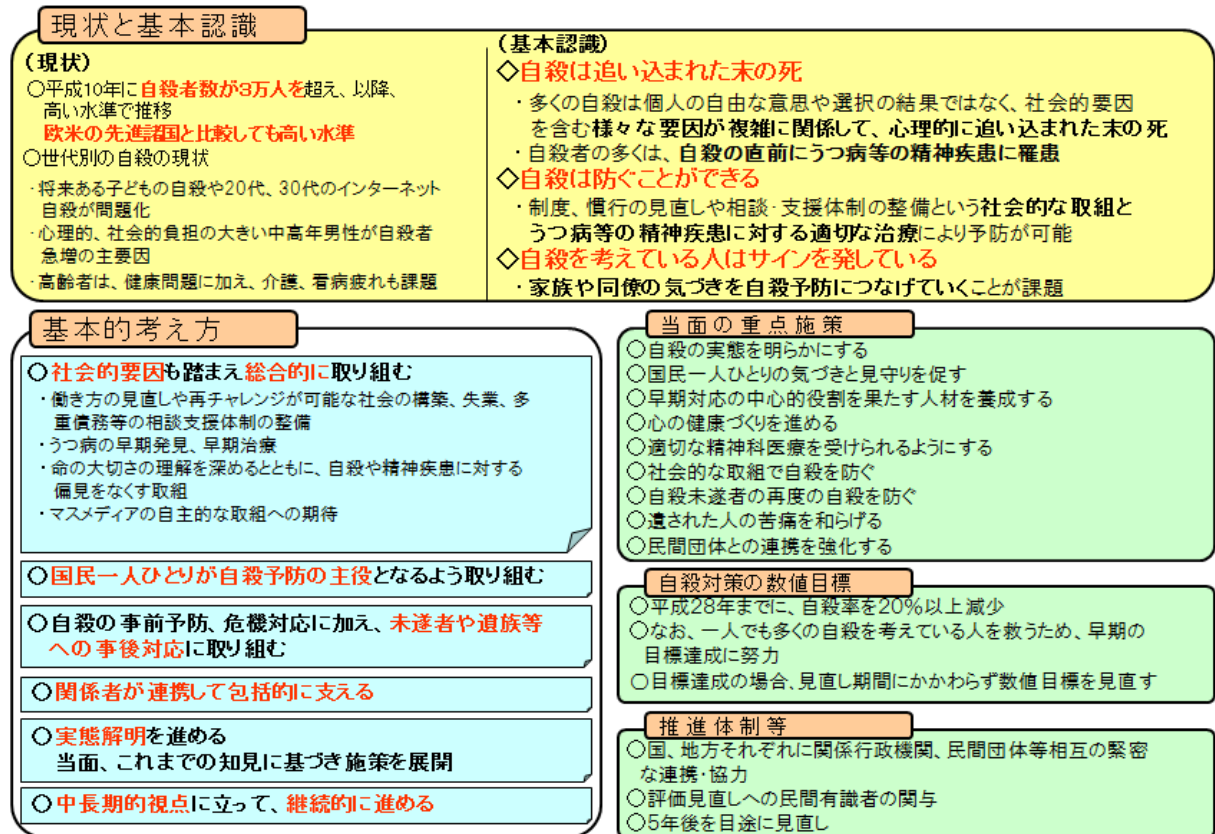 現状と基本認識
(現状)
○平成10年に自殺者数が3万人を超え、以降、
高い水準で推移
欧米の先進諸国と比較しても高い水準
○世代別の自殺の現状
・将来ある子どもの自殺や20代、30代のインターネット
自殺が問題化
・心理的、社会的負担の大きい中高年男性が自殺者
急増の主要因
・高齢者は、健康問題に加え、介護、看病疲れも課題
(基本認識)
◇自殺は追い込まれた末の死
・多くの自殺は個人の自由な意思や選択の結果ではなく、社会的要因
を含む様々な要因が複雑に関係して、心理的に追い込まれた末の死
・自殺者の多くは、自殺の直前にうつ病等の精神疾患に罹患
◇自殺は防ぐことができる
・制度、慣行の見直しや相談・支援体制の整備という社会的な取組と
うつ病等の精神疾患に対する適切な治療により予防が可能
◇自殺を考えている人はサインを発している
・家族や同僚の気づきを自殺予防につなげていくことが課題
基本的考え方
○社会的要因も踏まえ総合的に取り組む
・働き方の見直しや再チャレンジが可能な社会の構築、失業、多
重債務等の相談支援体制の整備
・うつ病の早期発見、早期治療
・命の大切さの理解を深めるとともに、自殺や精神疾患に対する
偏見をなくす取組
・マスメディアの自主的な取組への期待
○国民一人ひとりが自殺予防の主役となるよう取り組む
○自殺の事前予防、危機対応に加え、未遂者や遺族等
への事後対応に取り組む
○関係者が連携して包括的に支える
○実態解明を進める
当面、これまでの知見に基づき施策を展開
○中長期的視点に立って、継続的に進める
当面の重点施策
○自殺の実態を明らかにする
○国民一人ひとりの気づきと見守りを促す
○早期対応の中心的役割を果たす人材を養成する
○心の健康づくりを進める
○適切な精神科医療を受けられるようにする
○社会的な取組で自殺を防ぐ
○自殺未遂者の再度の自殺を防ぐ
○遺された人の苦痛を和らげる
○民間団体との連携を強化する
自殺対策の数値目標
○平成28年までに、自殺率を20%以上減少
○なお、一人でも多くの自殺を考えている人を救うため、早期の
目標達成に努力
○目標達成の場合、見直し期間にかかわらず数値目標を見直す
推進体制等
○国、地方それぞれに関係行政機関、民間団体等相互の緊密
な連携・協力
○評価見直しへの民間有識者の関与
○5年後を目途に見直し